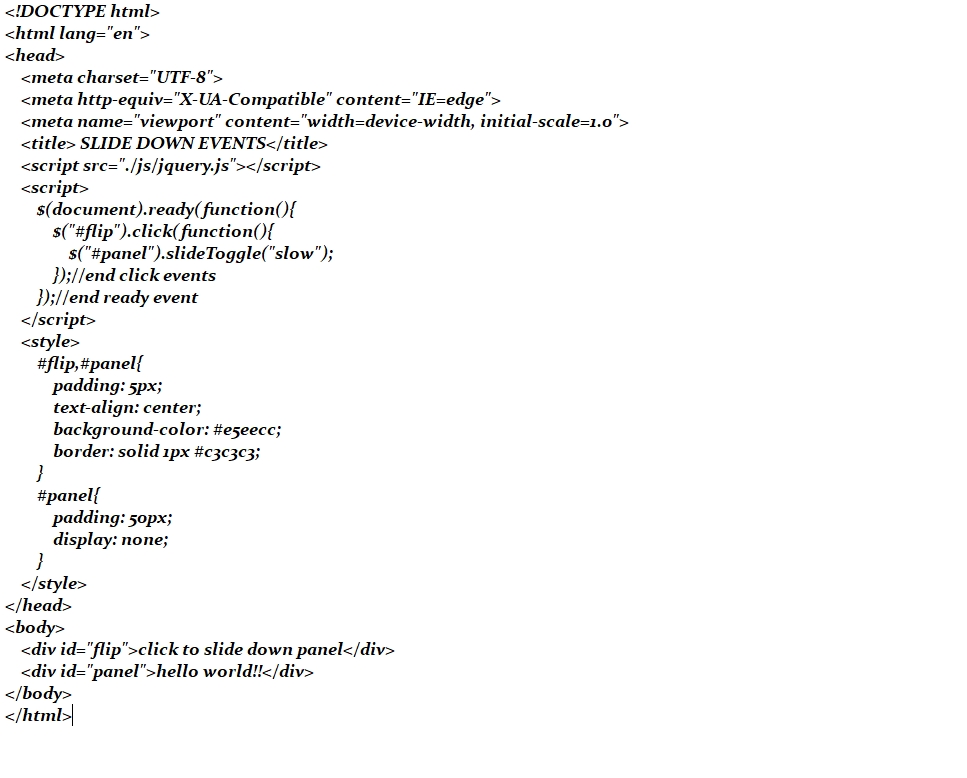 <!DOCTYPE html>
<html lang="en">
<head>
    <meta charset="UTF-8">
    <meta http-equiv="X-UA-Compatible" content="IE=edge">
    <meta name="viewport" content="width=device-width, initial-scale=1.0">
    <title> SLIDE DOWN EVENTS</title>
    <script src="./js/jquery.js"></script>
    <script>
        $(document).ready(function(){
            $("#flip").click(function(){
                $("#panel").slideToggle("slow");
            });//end click events
        });//end ready event
    </script>
    <style>
        #flip,#panel{
            padding: 5px;
            text-align: center;
            background-color: #e5eecc;
            border: solid 1px #c3c3c3;
        }
        #panel{
            padding: 50px;
            display: none;
        }
    </style>
</head>
<body>
    <div id="flip">click to slide down panel</div>
    <div id="panel">hello world!!</div>
</body>
</html>